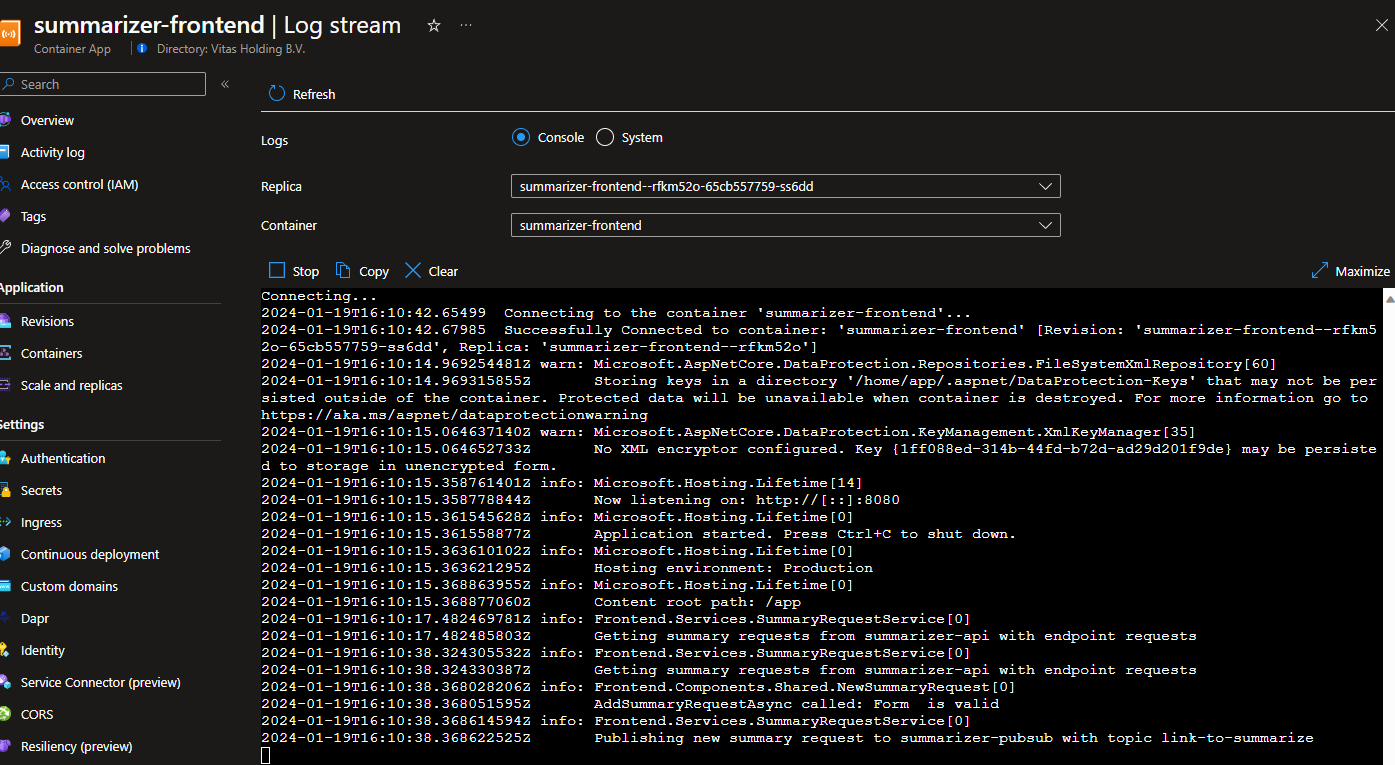 summarizer-frontend | Log stream
Container App
Directory: Vitas Holding B.V.
Search
Overview
Activity log
Access control (IAM)
Tags
Diagnose and solve problems
Application
Revisions
Containers
Scale and replicas
Settings
Authentication
Secrets
Ingress
Continuous deployment
Custom domains
Dapr
Identity
Service Connector (preview)
CORS
Resiliency (preview)
Refresh
Logs
Console
System
Replica
summarizer-frontend--rfkm52o-65cb557759-ss6dd
Container
summarizer-frontend
Stop
Copy
Clear
Maximize
Connecting...
2024-01-19T16:10:42.65499  Connecting to the container 'summarizer-frontend'...
2024-01-19T16:10:42.67985  Successfully Connected to container: 'summarizer-frontend' [Revision: 'summarizer-frontend--rfkm5
2o-65cb557759-ss6dd', Replica: 'summarizer-frontend--rfkm52o']
2024-01-19T16:10:14.969254481Z warn: Microsoft.AspNetCore.DataProtection.Repositories.FileSystemXmlRepository[60]
2024-01-19T16:10:14.969315855Z       Storing keys in a directory '/home/app/.aspnet/DataProtection-Keys' that may not be per
sisted outside of the container. Protected data will be unavailable when container is destroyed. For more information go to
https://aka.ms/aspnet/dataprotectionwarning
2024-01-19T16:10:15.064637140Z warn: Microsoft.AspNetCore.DataProtection.KeyManagement.XmlKeyManager[35]
2024-01-19T16:10:15.064652733Z       No XML encryptor configured. Key {1ff088ed-314b-44fd-b72d-ad29d201f9de} may be persiste
d to storage in unencrypted form.
2024-01-19T16:10:15.358761401Z info: Microsoft.Hosting.Lifetime[14]
2024-01-19T16:10:15.358778844Z       Now listening on: http://[::]:8080
2024-01-19T16:10:15.361545628Z info: Microsoft.Hosting.Lifetime[0]
2024-01-19T16:10:15.361558877Z       Application started. Press Ctrl+C to shut down.
2024-01-19T16:10:15.363610102Z info: Microsoft.Hosting.Lifetime[0]
2024-01-19T16:10:15.363621295Z       Hosting environment: Production
2024-01-19T16:10:15.368863955Z info: Microsoft.Hosting.Lifetime[0]
2024-01-19T16:10:15.368877060Z       Content root path: /app
2024-01-19T16:10:17.482469781Z info: Frontend.Services.SummaryRequestService[0]
2024-01-19T16:10:17.482485803Z       Getting summary requests from summarizer-api with endpoint requests
2024-01-19T16:10:38.324305532Z info: Frontend.Services.SummaryRequestService[0]
2024-01-19T16:10:38.324330387Z       Getting summary requests from summarizer-api with endpoint requests
2024-01-19T16:10:38.368028206Z info: Frontend.Components.Shared.NewSummaryRequest[0]
2024-01-19T16:10:38.368051595Z       AddSummaryRequestAsync called: Form  is valid
2024-01-19T16:10:38.368614594Z info: Frontend.Services.SummaryRequestService[0]
2024-01-19T16:10:38.368622525Z       Publishing new summary request to summarizer-pubsub with topic link-to-summarize